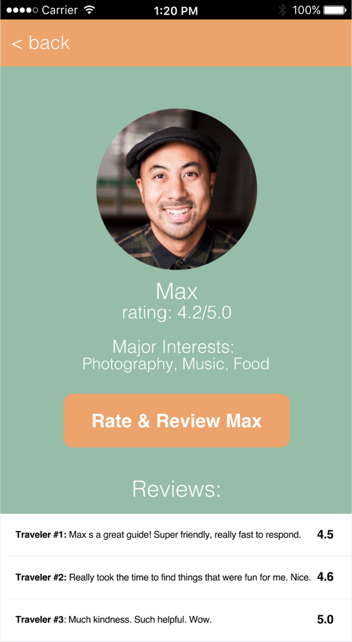 Carrier 1:20 PM 100%
< back
Max
rating: 4.2/5.0
Major Interests:
Photography, Music, Food
Rate & Review Max
Reviews:
Traveler #1: Max s a great guide! Super friendly, really fast to respond. 4.5
Traveler #2: Really took the time to find things that were fun for me. Nice. 4.6
Traveler #3: Much kindness. Such helpful. Wow. 5.0